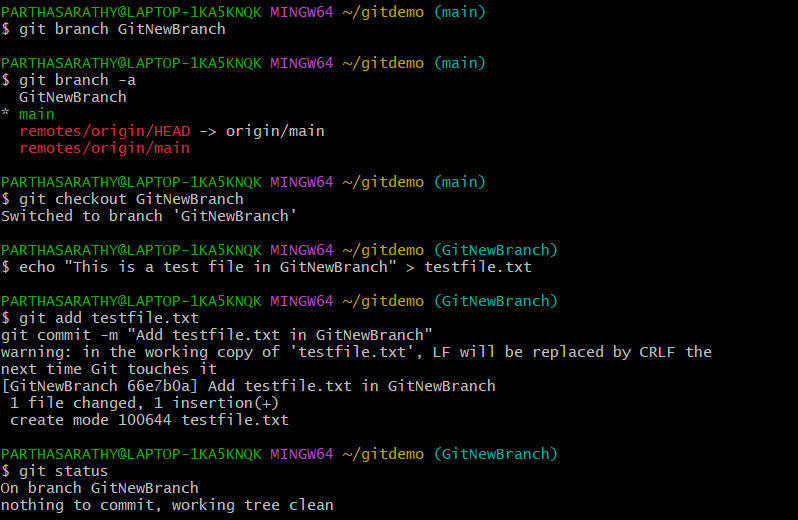 PARTHASARATHY@LAPTOP-1KA5KNQK MINGW64 ~/gitdemo (main)
$ git branch GitNewBranch
PARTHASARATHY@LAPTOP-1KA5KNQK MINGW64 ~/gitdemo (main)
$ git branch -a
  GitNewBranch
* main
  remotes/origin/HEAD -> origin/main
  remotes/origin/main
PARTHASARATHY@LAPTOP-1KA5KNQK MINGW64 ~/gitdemo (main)
$ git checkout GitNewBranch
Switched to branch 'GitNewBranch'
PARTHASARATHY@LAPTOP-1KA5KNQK MINGW64 ~/gitdemo (GitNewBranch)
$ echo "This is a test file in GitNewBranch" > testfile.txt
PARTHASARATHY@LAPTOP-1KA5KNQK MINGW64 ~/gitdemo (GitNewBranch)
$ git add testfile.txt
git commit -m "Add testfile.txt in GitNewBranch"
warning: in the working copy of 'testfile.txt', LF will be replaced by CRLF the
next time Git touches it
[GitNewBranch 66e7b0a] Add testfile.txt in GitNewBranch
 1 file changed, 1 insertion(+)
 create mode 100644 testfile.txt
PARTHASARATHY@LAPTOP-1KA5KNQK MINGW64 ~/gitdemo (GitNewBranch)
$ git status
On branch GitNewBranch
nothing to commit, working tree clean